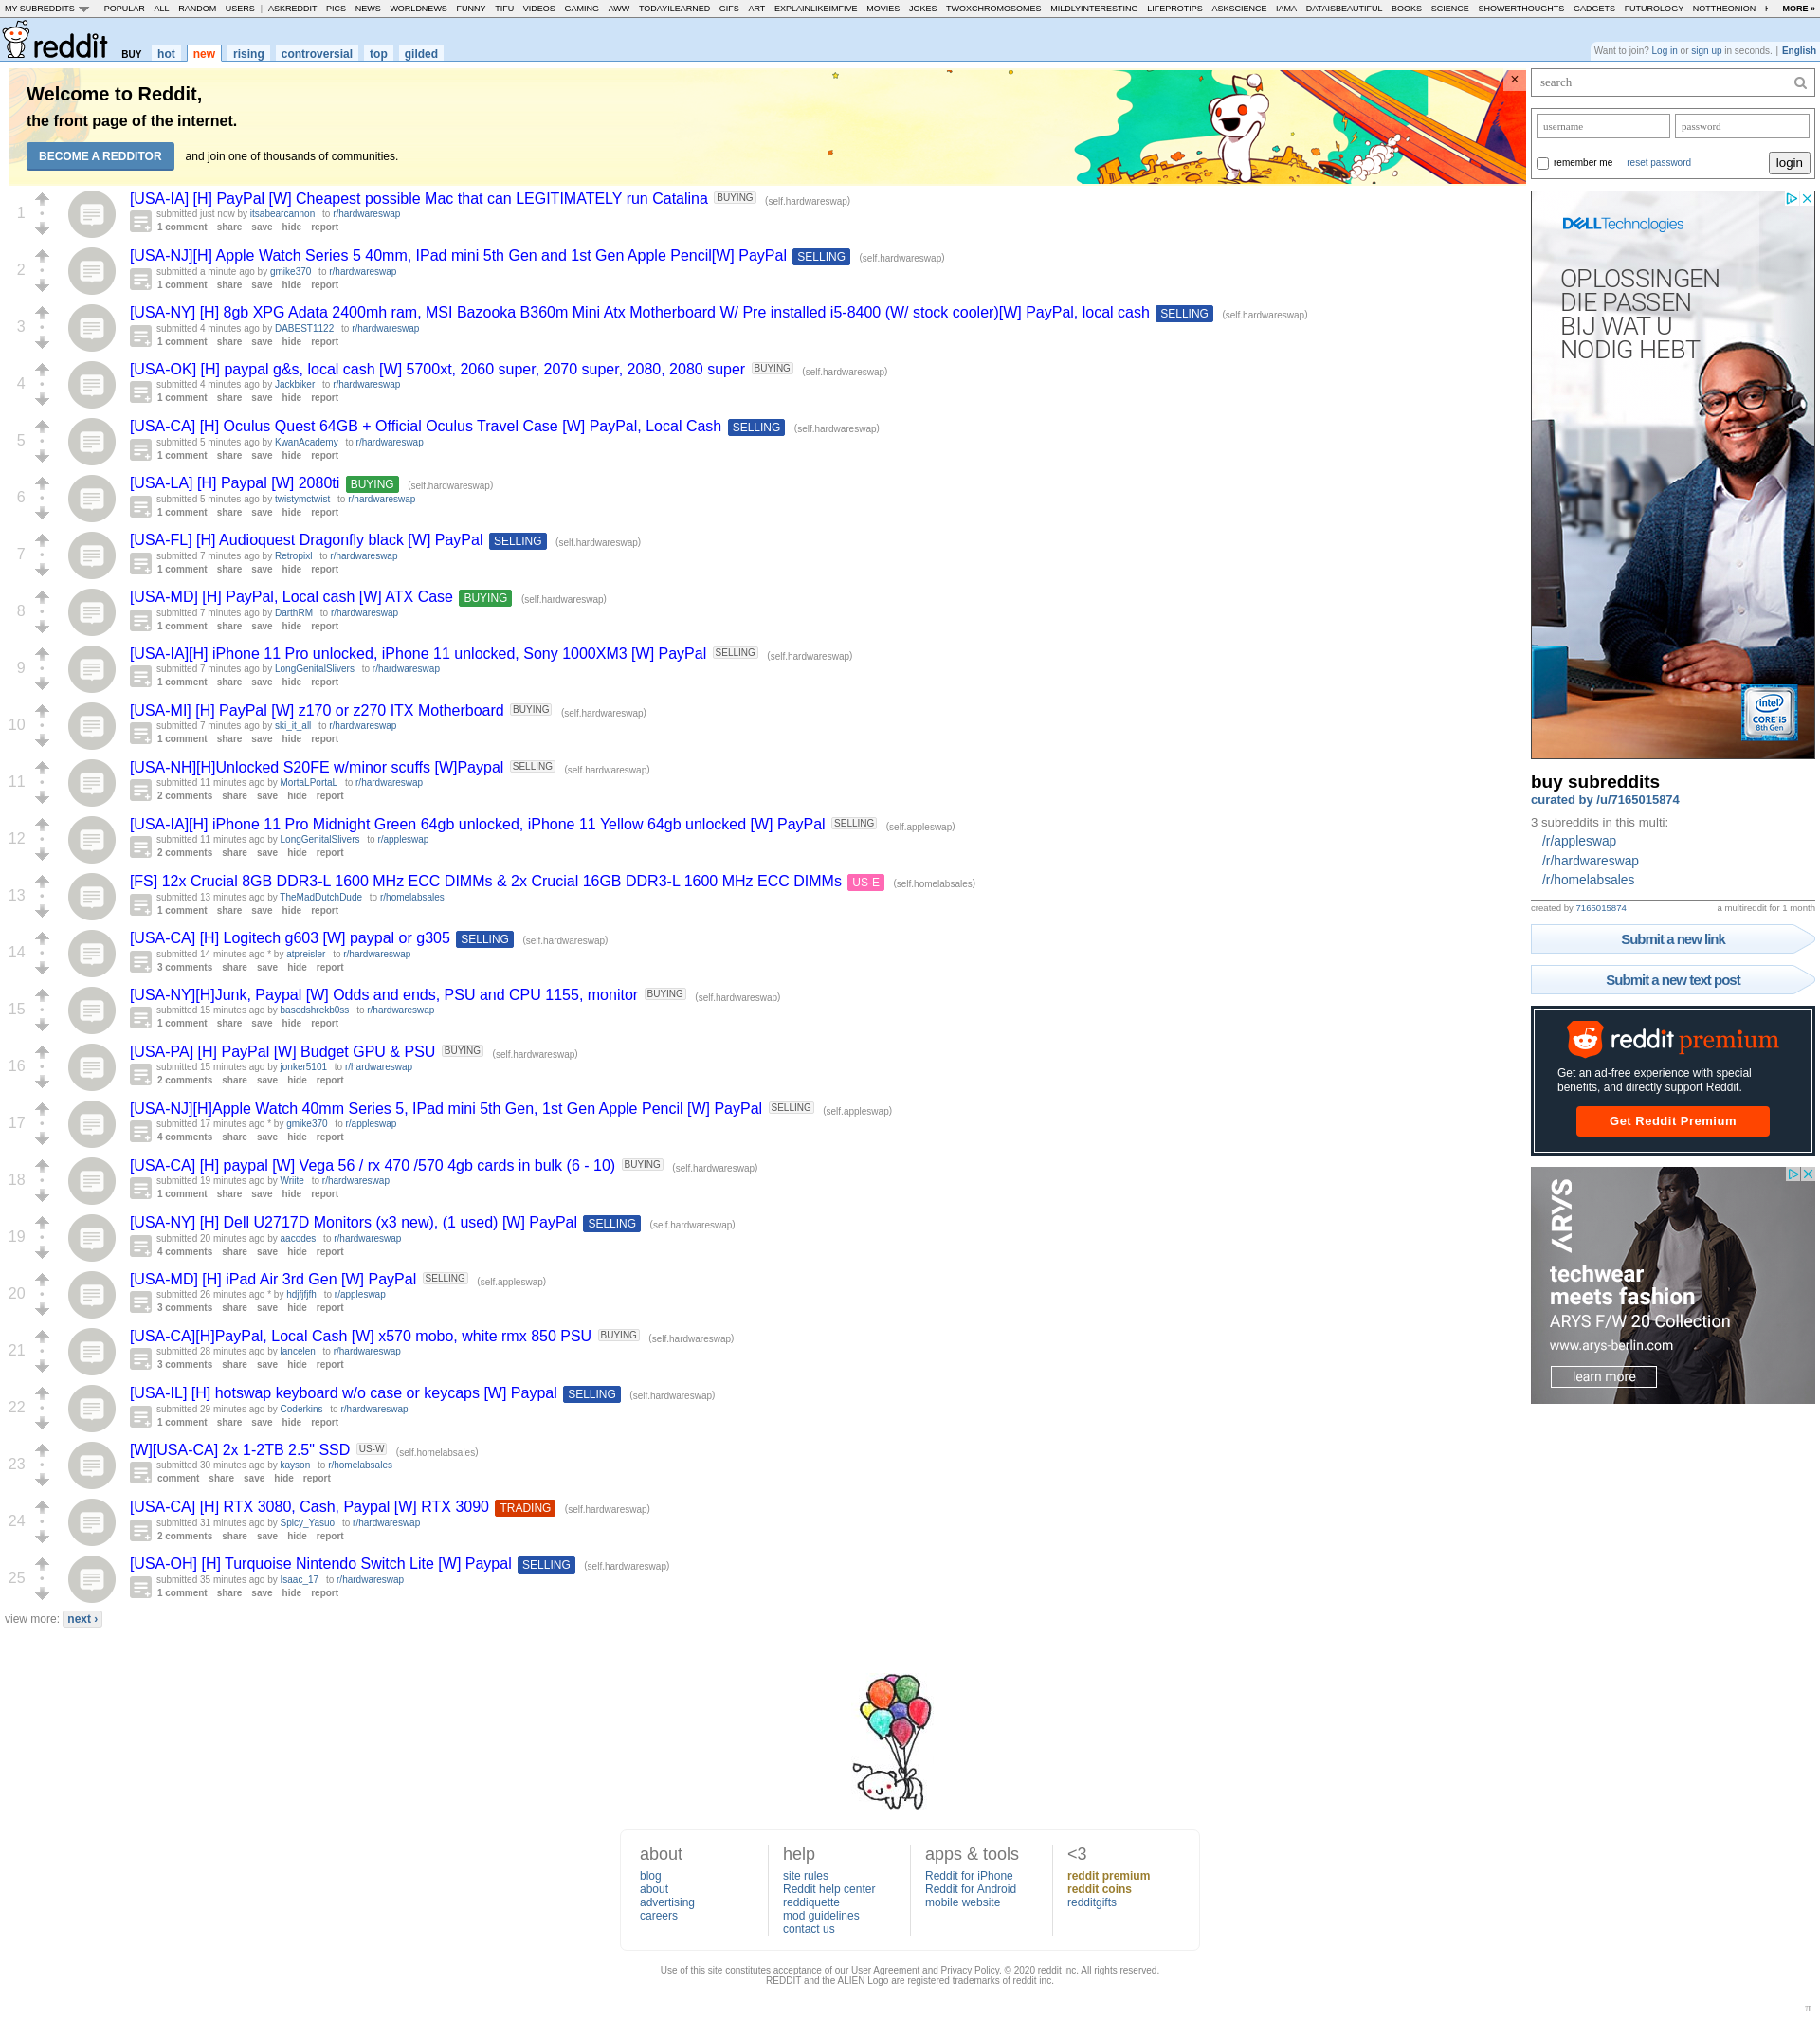 MY SUBREDDITS POPULAR - ALL - RANDOM - USERS | ASKREDDIT - PICS - NEWS - WORLDNEWS - FUNNY - TIFU - VIDEOS - GAMING - AWW - TODAYILEARNED - GIFS - ART - EXPLAINLIKEIMFIVE - MOVIES - JOKES - TWOXCHROMOSOMES - MILDLYINTERESTING - LIFEPROTIPS - ASKSCIENCE - IAMA - DATAISBEAUTIFUL - BOOKS - SCIENCE - SHOWERTHOUGHTS - GADGETS - FUTUROLOGY - NOTTHEONION - MORE »
reddit BUY hot new rising controversial top gilded
Want to join? Log in or sign up in seconds. | English
Welcome to Reddit,
the front page of the internet.
BECOME A REDDITOR and join one of thousands of communities.
×
1
[USA-IA] [H] PayPal [W] Cheapest possible Mac that can LEGITIMATELY run Catalina BUYING (self.hardwareswap)
submitted just now by itsabearcannon to r/hardwareswap
1 comment share save hide report
2
[USA-NJ][H] Apple Watch Series 5 40mm, IPad mini 5th Gen and 1st Gen Apple Pencil[W] PayPal SELLING (self.hardwareswap)
submitted a minute ago by gmike370 to r/hardwareswap
1 comment share save hide report
3
[USA-NY] [H] 8gb XPG Adata 2400mh ram, MSI Bazooka B360m Mini Atx Motherboard W/ Pre installed i5-8400 (W/ stock cooler)[W] PayPal, local cash SELLING (self.hardwareswap)
submitted 4 minutes ago by DABEST1122 to r/hardwareswap
1 comment share save hide report
4
[USA-OK] [H] paypal g&s, local cash [W] 5700xt, 2060 super, 2070 super, 2080, 2080 super BUYING (self.hardwareswap)
submitted 4 minutes ago by Jackbiker to r/hardwareswap
1 comment share save hide report
5
[USA-CA] [H] Oculus Quest 64GB + Official Oculus Travel Case [W] PayPal, Local Cash SELLING (self.hardwareswap)
submitted 5 minutes ago by KwanAcademy to r/hardwareswap
1 comment share save hide report
6
[USA-LA] [H] Paypal [W] 2080ti BUYING (self.hardwareswap)
submitted 5 minutes ago by twistymctwist to r/hardwareswap
1 comment share save hide report
7
[USA-FL] [H] Audioquest Dragonfly black [W] PayPal SELLING (self.hardwareswap)
submitted 7 minutes ago by Retropixl to r/hardwareswap
1 comment share save hide report
8
[USA-MD] [H] PayPal, Local cash [W] ATX Case BUYING (self.hardwareswap)
submitted 7 minutes ago by DarthRM to r/hardwareswap
1 comment share save hide report
9
[USA-IA][H] iPhone 11 Pro unlocked, iPhone 11 unlocked, Sony 1000XM3 [W] PayPal SELLING (self.hardwareswap)
submitted 7 minutes ago by LongGenitalSlivers to r/hardwareswap
1 comment share save hide report
10
[USA-MI] [H] PayPal [W] z170 or z270 ITX Motherboard BUYING (self.hardwareswap)
submitted 7 minutes ago by ski_it_all to r/hardwareswap
1 comment share save hide report
11
[USA-NH][H]Unlocked S20FE w/minor scuffs [W]Paypal SELLING (self.hardwareswap)
submitted 11 minutes ago by MortaLPortaL to r/hardwareswap
2 comments share save hide report
12
[USA-IA][H] iPhone 11 Pro Midnight Green 64gb unlocked, iPhone 11 Yellow 64gb unlocked [W] PayPal SELLING (self.appleswap)
submitted 11 minutes ago by LongGenitalSlivers to r/appleswap
2 comments share save hide report
13
[FS] 12x Crucial 8GB DDR3-L 1600 MHz ECC DIMMs & 2x Crucial 16GB DDR3-L 1600 MHz ECC DIMMs US-E (self.homelabsales)
submitted 13 minutes ago by TheMadDutchDude to r/homelabsales
1 comment share save hide report
14
[USA-CA] [H] Logitech g603 [W] paypal or g305 SELLING (self.hardwareswap)
submitted 14 minutes ago * by atpreisler to r/hardwareswap
3 comments share save hide report
15
[USA-NY][H]Junk, Paypal [W] Odds and ends, PSU and CPU 1155, monitor BUYING (self.hardwareswap)
submitted 15 minutes ago by basedshrekb0ss to r/hardwareswap
1 comment share save hide report
16
[USA-PA] [H] PayPal [W] Budget GPU & PSU BUYING (self.hardwareswap)
submitted 15 minutes ago by jonker5101 to r/hardwareswap
2 comments share save hide report
17
[USA-NJ][H]Apple Watch 40mm Series 5, IPad mini 5th Gen, 1st Gen Apple Pencil [W] PayPal SELLING (self.appleswap)
submitted 17 minutes ago * by gmike370 to r/appleswap
4 comments share save hide report
18
[USA-CA] [H] paypal [W] Vega 56 / rx 470 /570 4gb cards in bulk (6 - 10) BUYING (self.hardwareswap)
submitted 19 minutes ago by Wriite to r/hardwareswap
1 comment share save hide report
19
[USA-NY] [H] Dell U2717D Monitors (x3 new), (1 used) [W] PayPal SELLING (self.hardwareswap)
submitted 20 minutes ago by aacodes to r/hardwareswap
4 comments share save hide report
20
[USA-MD] [H] iPad Air 3rd Gen [W] PayPal SELLING (self.appleswap)
submitted 26 minutes ago * by hdjfjfjfh to r/appleswap
3 comments share save hide report
21
[USA-CA][H]PayPal, Local Cash [W] x570 mobo, white rmx 850 PSU BUYING (self.hardwareswap)
submitted 28 minutes ago by lancelen to r/hardwareswap
3 comments share save hide report
22
[USA-IL] [H] hotswap keyboard w/o case or keycaps [W] Paypal SELLING (self.hardwareswap)
submitted 29 minutes ago by Coderkins to r/hardwareswap
1 comment share save hide report
23
[W][USA-CA] 2x 1-2TB 2.5" SSD US-W (self.homelabsales)
submitted 30 minutes ago by kayson to r/homelabsales
comment share save hide report
24
[USA-CA] [H] RTX 3080, Cash, Paypal [W] RTX 3090 TRADING (self.hardwareswap)
submitted 31 minutes ago by Spicy_Yasuo to r/hardwareswap
2 comments share save hide report
25
[USA-OH] [H] Turquoise Nintendo Switch Lite [W] Paypal SELLING (self.hardwareswap)
submitted 35 minutes ago by Isaac_17 to r/hardwareswap
1 comment share save hide report
view more: next ›
search
username password
remember me reset password login
DELL Technologies
OPLOSSINGEN
DIE PASSEN
BIJ WAT U
NODIG HEBT
intel
CORE i5
8th Gen
buy subreddits
curated by /u/7165015874
3 subreddits in this multi:
/r/appleswap
/r/hardwareswap
/r/homelabsales
created by 7165015874 a multireddit for 1 month
Submit a new link
Submit a new text post
reddit premium
Get an ad-free experience with special
benefits, and directly support Reddit.
Get Reddit Premium
ARYS
techwear
meets fashion
ARYS F/W 20 Collection
www.arys-berlin.com
learn more
about
blog
about
advertising
careers
help
site rules
Reddit help center
reddiquette
mod guidelines
contact us
apps & tools
Reddit for iPhone
Reddit for Android
mobile website
<3
reddit premium
reddit coins
redditgifts
Use of this site constitutes acceptance of our User Agreement and Privacy Policy. © 2020 reddit inc. All rights reserved.
REDDIT and the ALIEN Logo are registered trademarks of reddit inc.
π